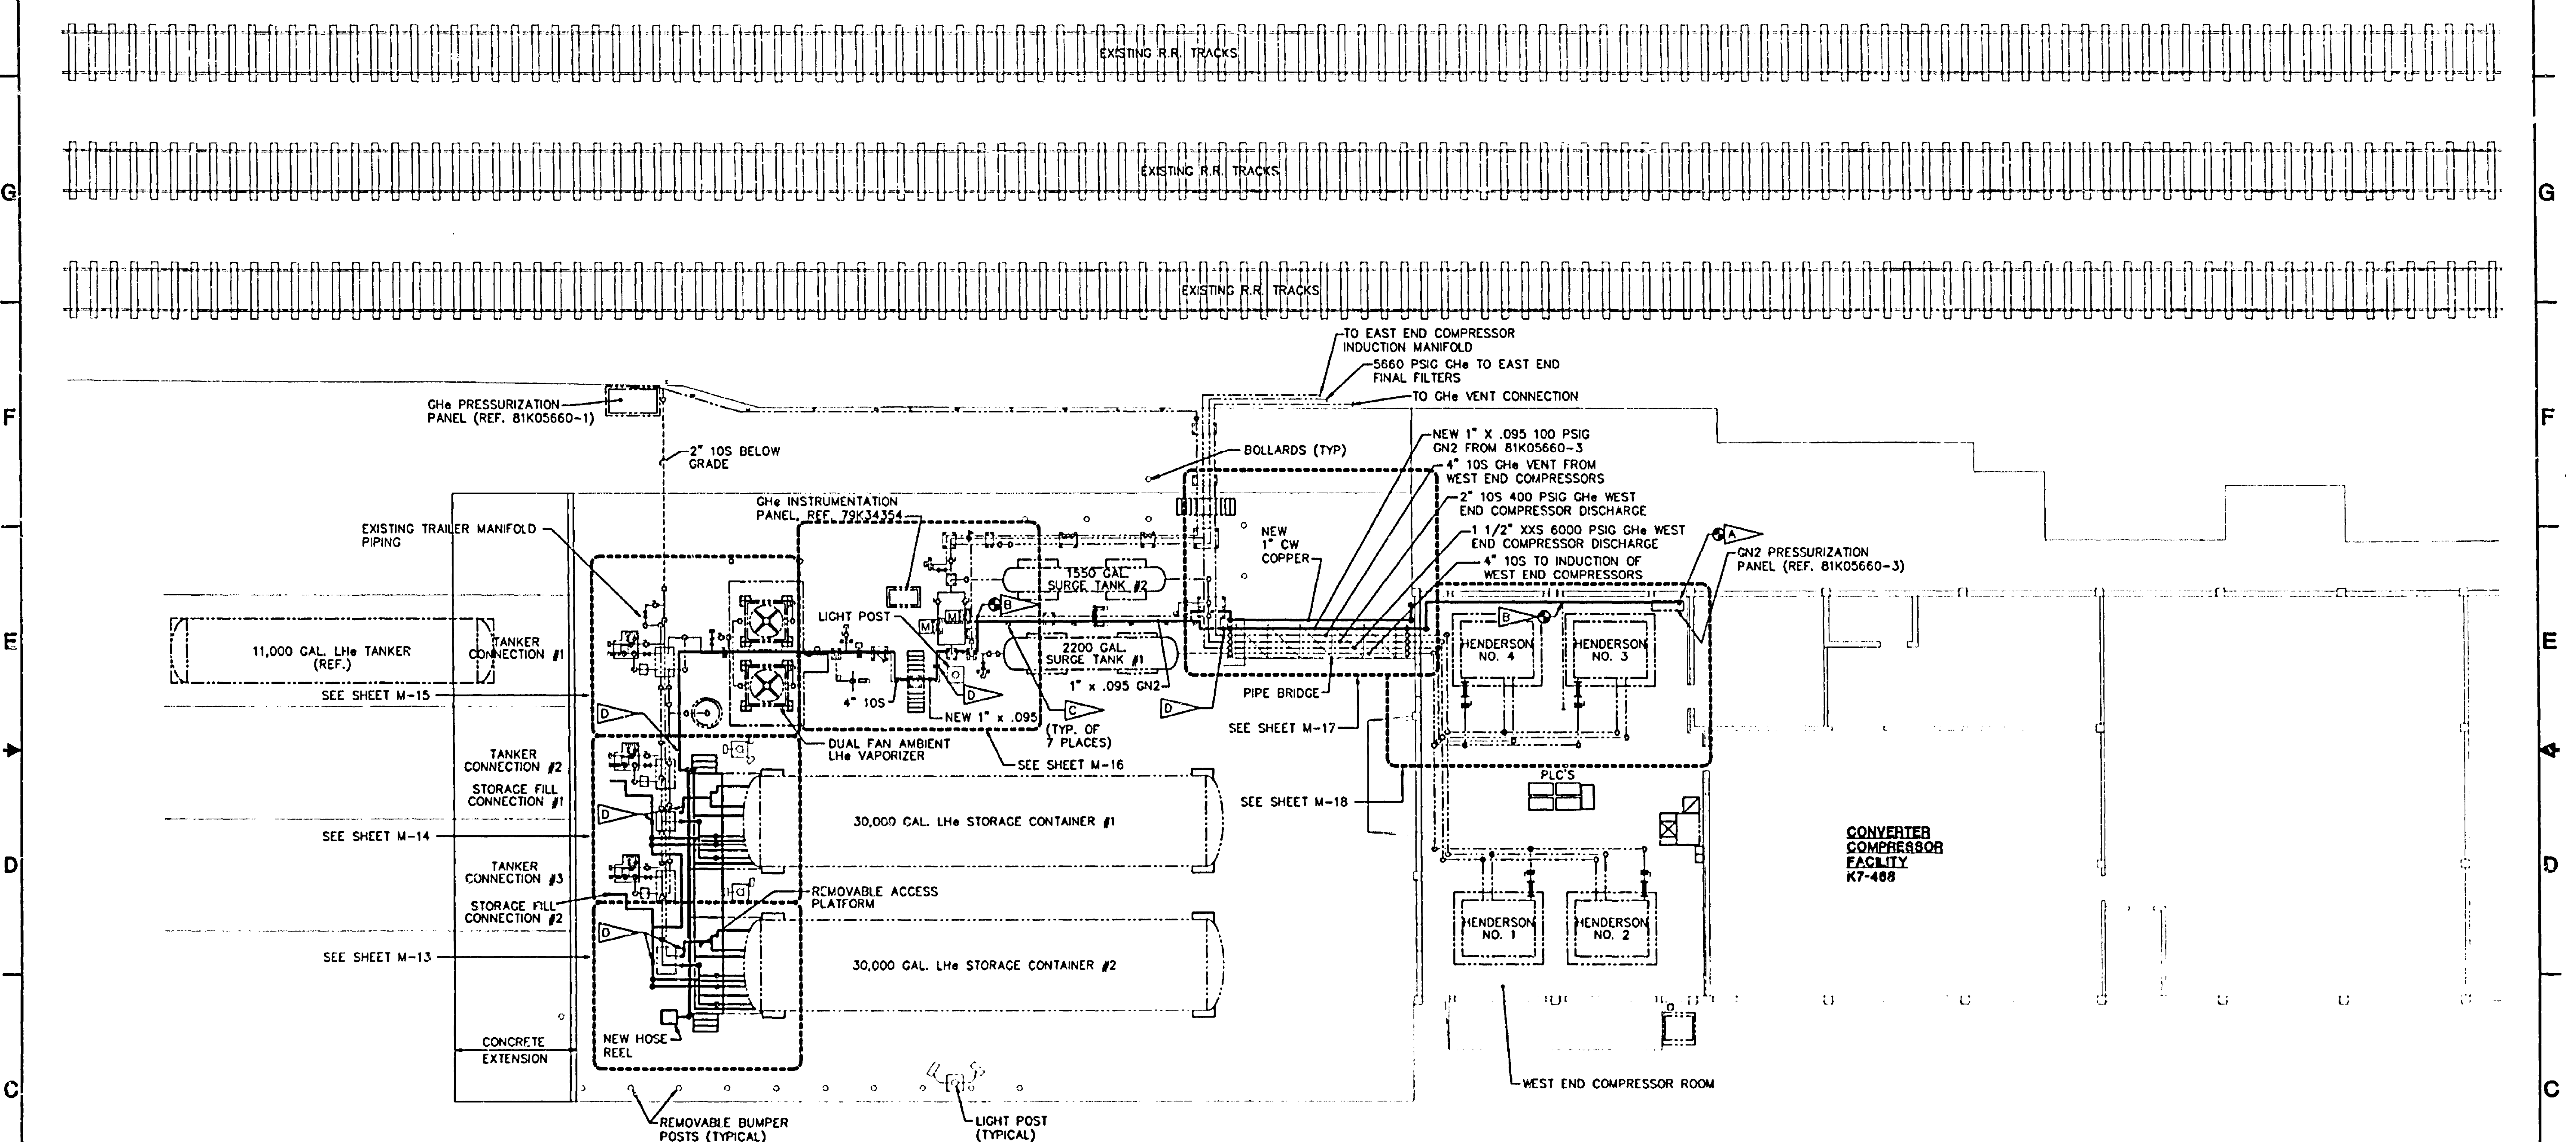 EXISTING R.R. TRACKS
G
EXISTING R.R. TRACKS
G
EXISTING R.R. TRACKS
TO EAST END COMPRESSOR
INDUCTION MANIFOLD
5660 PSIG GHe TO EAST END
FINAL FILTERS
TO GHe VENT CONNECTION
F
GHe PRESSURIZATION
PANEL (REF. 81K05660-1)
F
2" 10S BELOW
GRADE
BOLLARDS (TYP)
NEW 1" X .095 100 PSIG
GN2 FROM 81K05660-3
4" 10S GHe VENT FROM
WEST END COMPRESSORS
2" 10S 400 PSIG GHe WEST
END COMPRESSOR DISCHARGE
1 1/2" XXS 6000 PSIG GHe WEST
END COMPRESSOR DISCHARGE
4" 10S TO INDUCTION OF
WEST END COMPRESSORS
GHe INSTRUMENTATION
PANEL, REF. 79K34354
EXISTING TRAILER MANIFOLD
PIPING
NEW
1" CW
COPPER
A
GN2 PRESSURIZATION
PANEL (REF. 81K05660-3)
1550 GAL.
SURGE TANK #2
B
B
LIGHT POST
M
M
E
11,000 GAL. LHe TANKER
(REF.)
TANKER
CONNECTION #1
2200 GAL.
SURGE TANK #1
HENDERSON
NO. 4
HENDERSON
NO. 3
E
SEE SHEET M-15
4" 10S
D
1" x .095 GN2
PIPE BRIDGE
D
NEW 1" x .095
C
(TYP. OF
7 PLACES)
D
SEE SHEET M-17
DUAL FAN AMBIENT
LHe VAPORIZER
SEE SHEET M-16
TANKER
CONNECTION #2
STORAGE FILL
CONNECTION #1
PLC'S
SEE SHEET M-18
D
30,000 GAL. LHe STORAGE CONTAINER #1
SEE SHEET M-14
CONVERTER
COMPRESSOR
FACILITY
K7-468
D
TANKER
CONNECTION #3
D
REMOVABLE ACCESS
PLATFORM
STORAGE FILL
CONNECTION #2
D
HENDERSON
NO. 1
HENDERSON
NO. 2
SEE SHEET M-13
30,000 GAL. LHe STORAGE CONTAINER #2
NEW HOSE
REEL
CONCRETE
EXTENSION
WEST END COMPRESSOR ROOM
C
C
REMOVABLE BUMPER
POSTS (TYPICAL)
LIGHT POST
(TYPICAL)